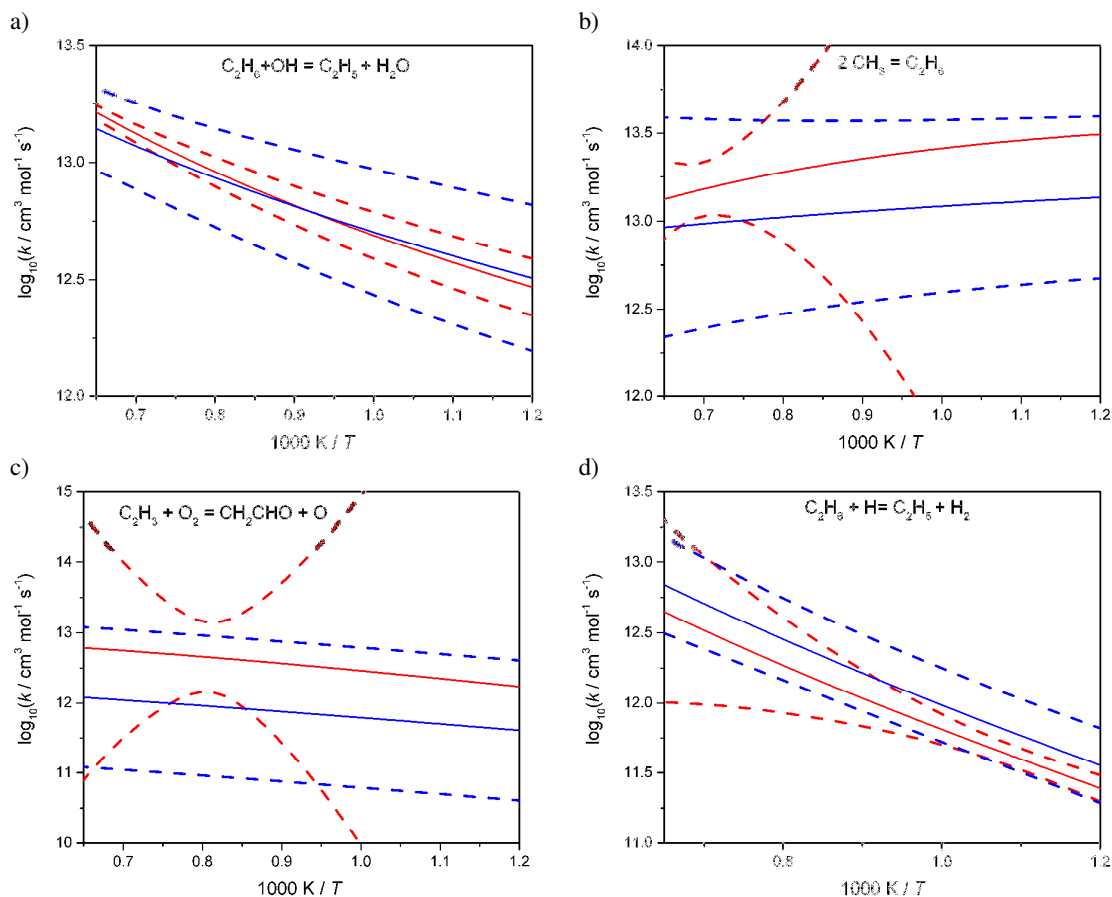 a)
13.5
13.0
12.5
12.0
log10(k / cm³ mol⁻¹ s⁻¹)
C₂H₆+OH = C₂H₅ + H₂O
0.7 0.8 0.9 1.0 1.1 1.2
1000 K / T
b)
14.0
13.5
13.0
12.5
12.0
log₁₀(k / cm³ mol⁻¹ s⁻¹)
2 CH₃ = C₂H₆
0.7 0.8 0.9 1.0 1.1 1.2
1000 K / T
c)
15
14
13
12
11
10
log₁₀(k / cm³ mol⁻¹ s⁻¹)
C₂H₃ + O₂ = CH₂CHO + O
0.7 0.8 0.9 1.0 1.1 1.2
1000 K / T
d)
13.5
13.0
12.5
12.0
11.5
11.0
log₁₀(k / cm³ mol⁻¹ s⁻¹)
C₂H₆ + H= C₂H₅ + H₂
0.8 1.0 1.2
1000 K / T